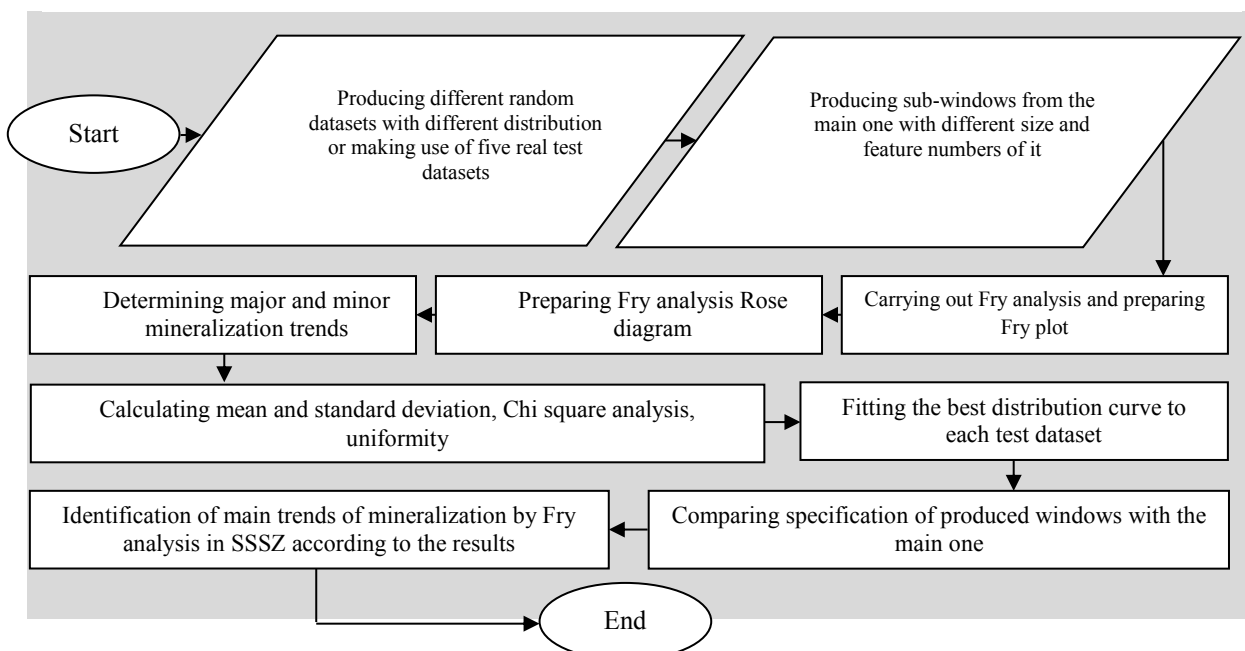 Start
Producing different random
datasets with different distribution
or making use of five real test
datasets
Producing sub-windows from the
main one with different size and
feature numbers of it
Carrying out Fry analysis and preparing
Fry plot
Preparing Fry analysis Rose
diagram
Determining major and minor
mineralization trends
Calculating mean and standard deviation, Chi square analysis,
uniformity
Fitting the best distribution curve to
each test dataset
Comparing specification of produced windows with the
main one
Identification of main trends of mineralization by Fry
analysis in SSSZ according to the results
End